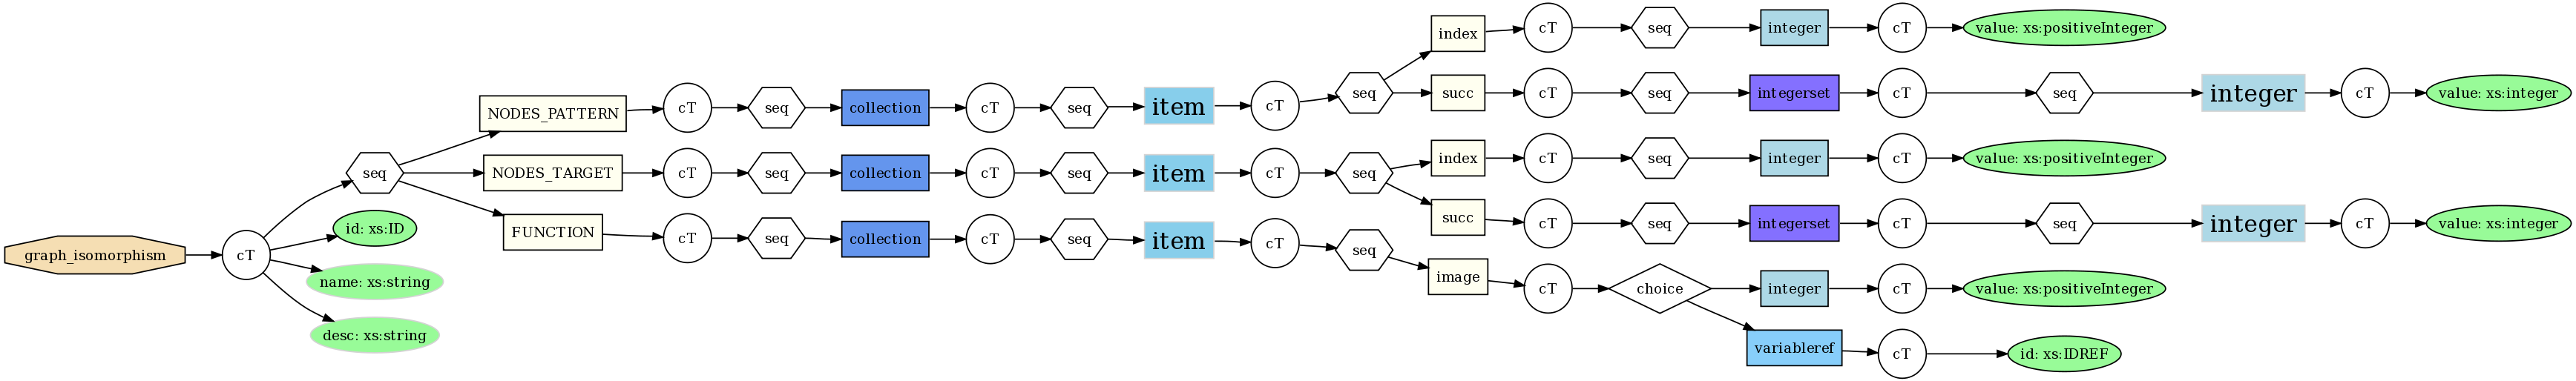 index
cT
seq
integer
cT
value: xs:positiveInteger
NODES_PATTERN
cT
seq
collection
cT
seq
item
cT
seq
succ
cT
seq
integerset
cT
seq
integer
cT
value: xs:integer
seq
NODES_TARGET
cT
seq
collection
cT
seq
item
cT
seq
index
cT
seq
integer
cT
value: xs:positiveInteger
succ
cT
seq
integerset
cT
seq
integer
cT
value: xs:integer
id: xs:ID
FUNCTION
cT
seq
collection
cT
seq
item
cT
seq
graph_isomorphism
cT
name: xs:string
image
cT
choice
integer
cT
value: xs:positiveInteger
desc: xs:string
variableref
cT
id: xs:IDREF